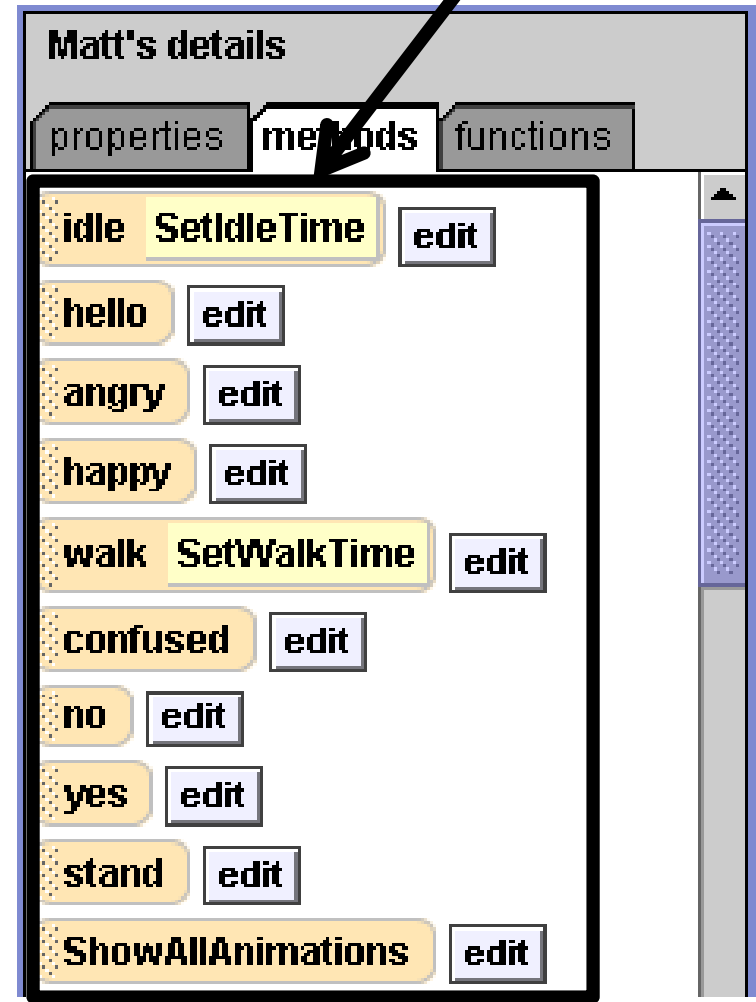 Matt's details
properties methods functions
idle SetIdleTime edit
hello edit
angry edit
happy edit
walk SetWalkTime edit
confused edit
no edit
yes edit
stand edit
ShowAllAnimations edit